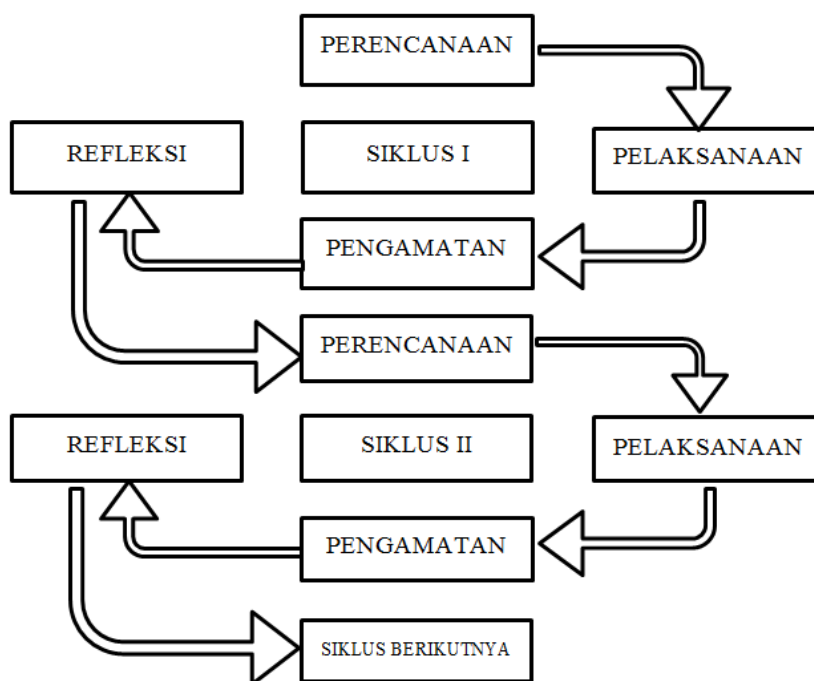 PERENCANAAN
REFLEKSI
SIKLUS I
PELAKSANAAN
PENGAMATAN
PERENCANAAN
REFLEKSI
SIKLUS II
PELAKSANAAN
PENGAMATAN
SIKLUS BERIKUTNYA